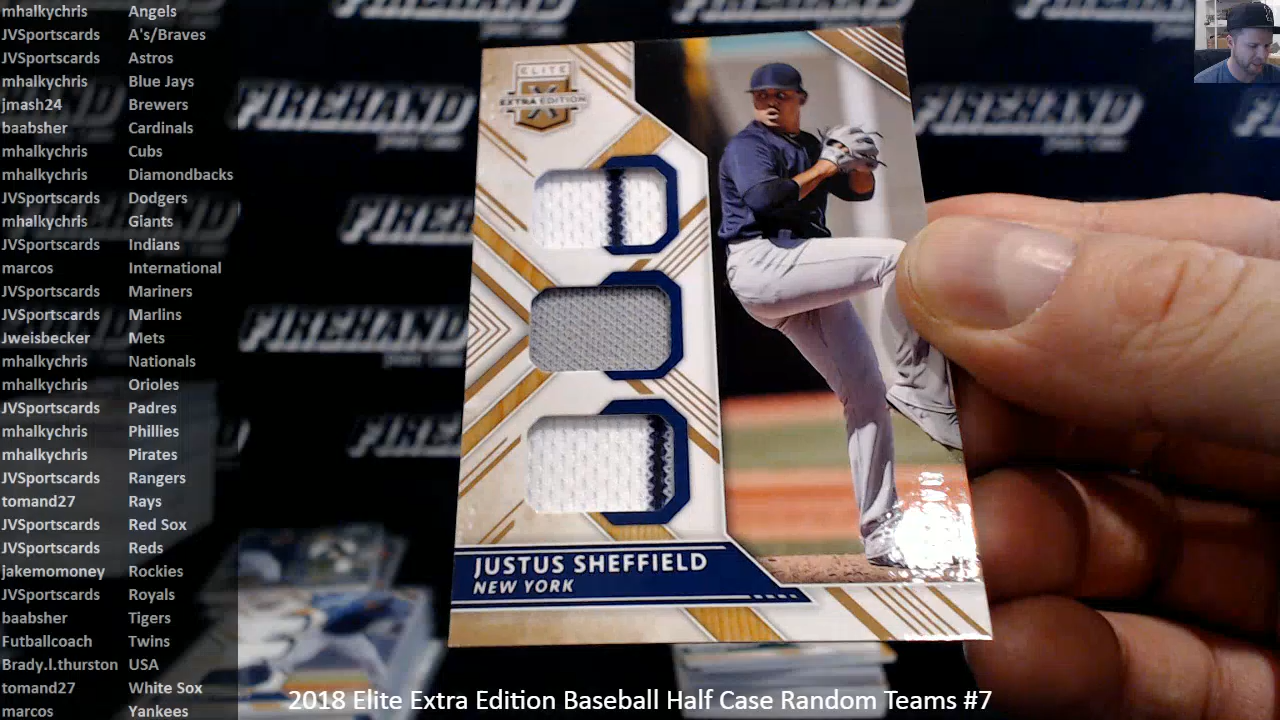 mhalkychris Angels
JVSportscards A's/Braves
JVSportscards Astros
mhalkychris Blue Jays
jmash24 Brewers
baabsher Cardinals
mhalkychris Cubs
mhalkychris Diamondbacks
JVSportscards Dodgers
mhalkychris Giants
JVSportscards Indians
marcos International
JVSportscards Mariners
JVSportscards Marlins
Jweisbecker Mets
mhalkychris Nationals
mhalkychris Orioles
JVSportscards Padres
mhalkychris Phillies
mhalkychris Pirates
JVSportscards Rangers
tomand27 Rays
JVSportscards Red Sox
JVSportscards Reds
jakemomoney Rockies
JVSportscards Royals
baabsher Tigers
Futballcoach Twins
Brady.l.thurston USA
tomand27 White Sox
marcos Yankees
ELITE
EXTRA EDITION
X
JUSTUS SHEFFIELD
NEW YORK
FIREHAND
FIREHAND
FIREHAND
2018 Elite Extra Edition Baseball Half Case Random Teams #7